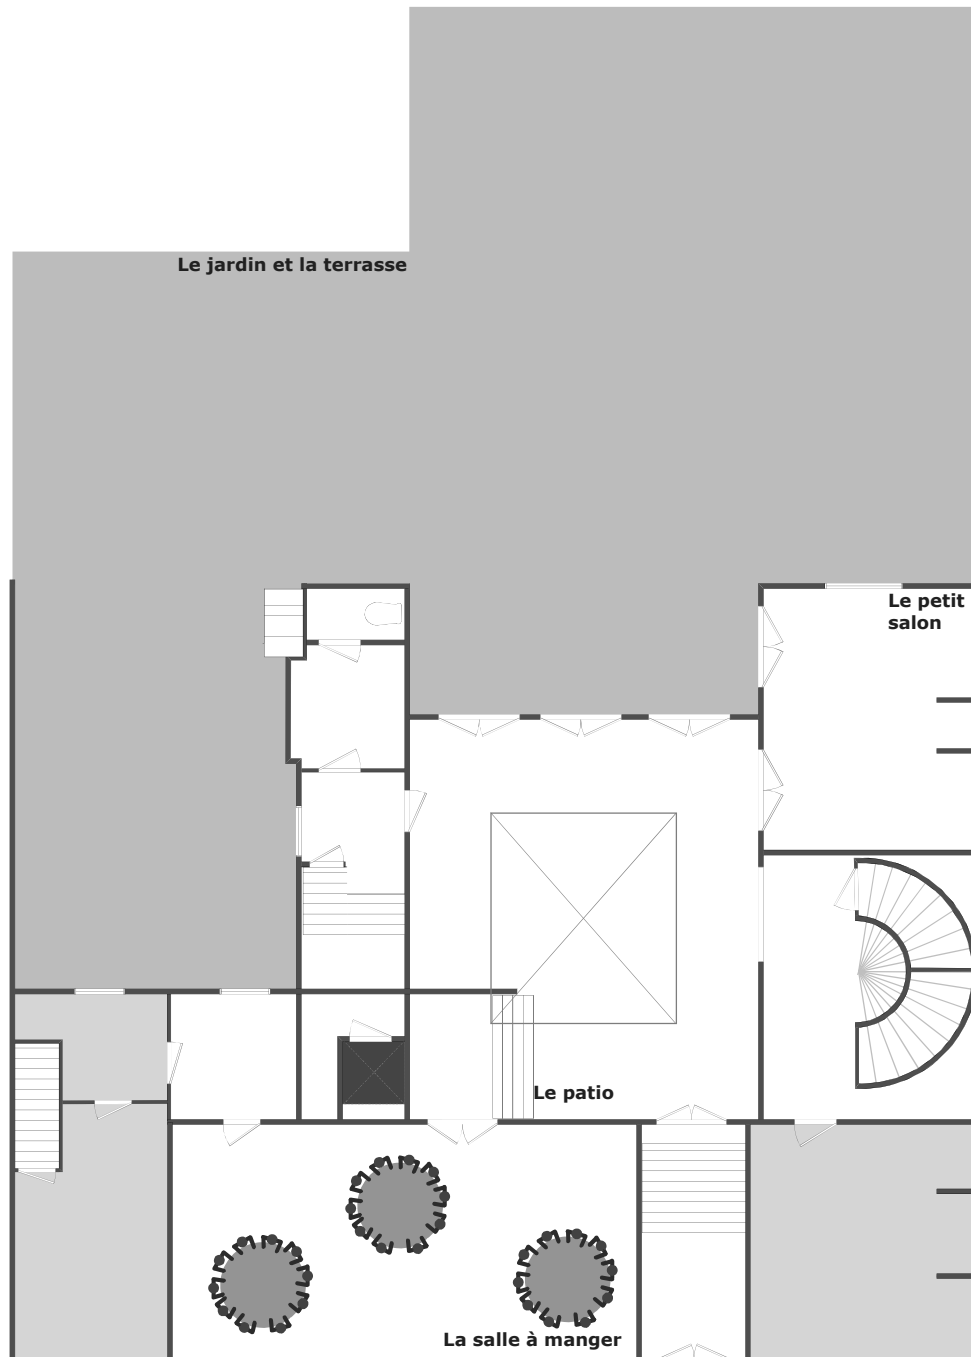 Le jardin et la terrasse
Le petit
salon
Le patio
La salle à manger